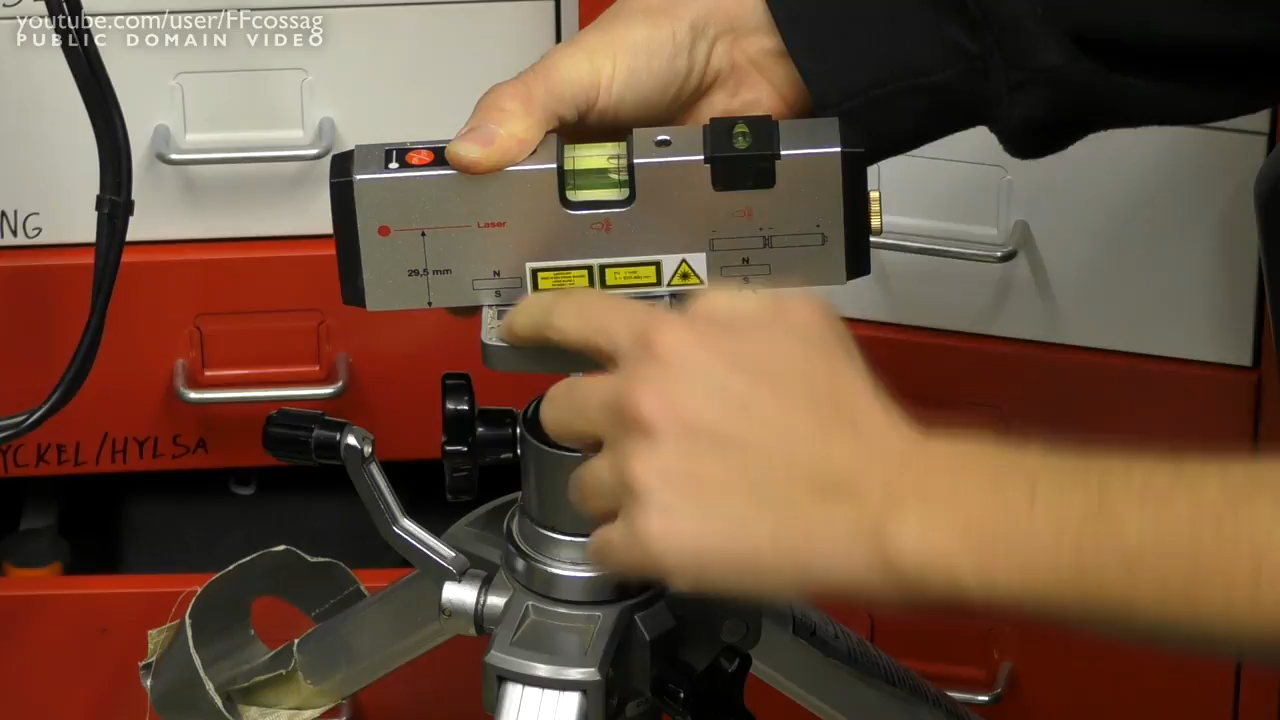 youtube.com/user/FFcossag
PUBLIC DOMAIN VIDEO
NG
Laser
29,5 mm
N
S
N
S
- + - +
YCKEL/HYLSA